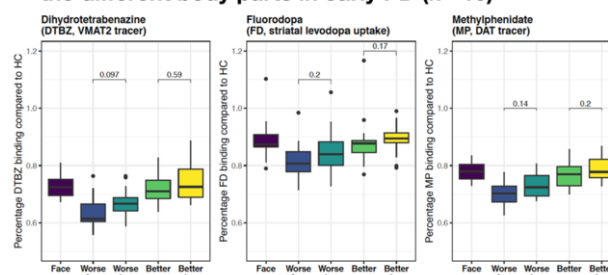 Dihydrotetrabenazine
(DTBZ, VMAT2 tracer)
Percentage DTBZ binding compared to HC
1.2
1.0
0.8
0.6
0.097
0.59
Face Worse Worse Better Better
Fluorodopa
(FD, striatal levodopa uptake)
Percentage FD binding compared to HC
1.2
1.0
0.8
0.6
0.2
0.17
Face Worse Worse Better Better
Methylphenidate
(MP, DAT tracer)
Percentage MP binding compared to HC
1.2
1.0
0.8
0.6
0.14
0.2
Face Worse Worse Better Better